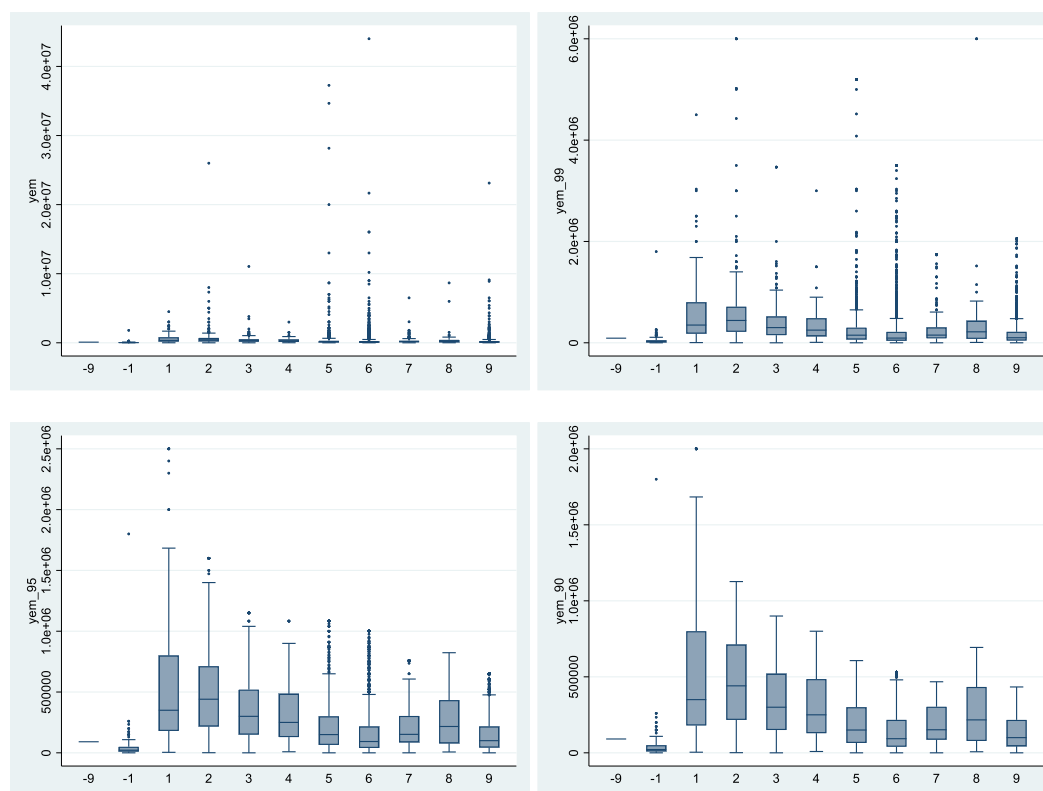 yem
0
1.0e+07
2.0e+07
3.0e+07
4.0e+07
-9 -1 1 2 3 4 5 6 7 8 9
yem_99
0
2.0e+06
4.0e+06
6.0e+06
-9 -1 1 2 3 4 5 6 7 8 9
yem_95
0
500000
1.0e+06
1.5e+06
2.0e+06
2.5e+06
-9 -1 1 2 3 4 5 6 7 8 9
yem_90
0
500000
1.0e+06
1.5e+06
2.0e+06
-9 -1 1 2 3 4 5 6 7 8 9